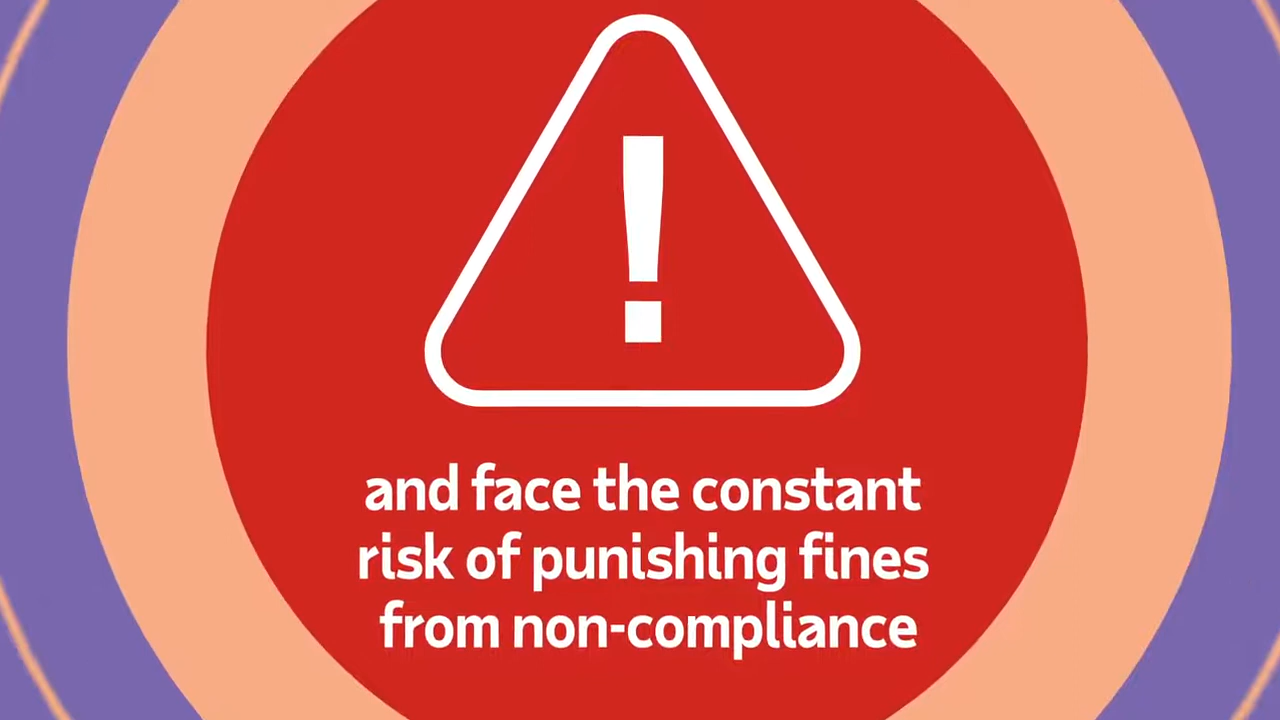 !
and face the constant
risk of punishing fines
from non-compliance